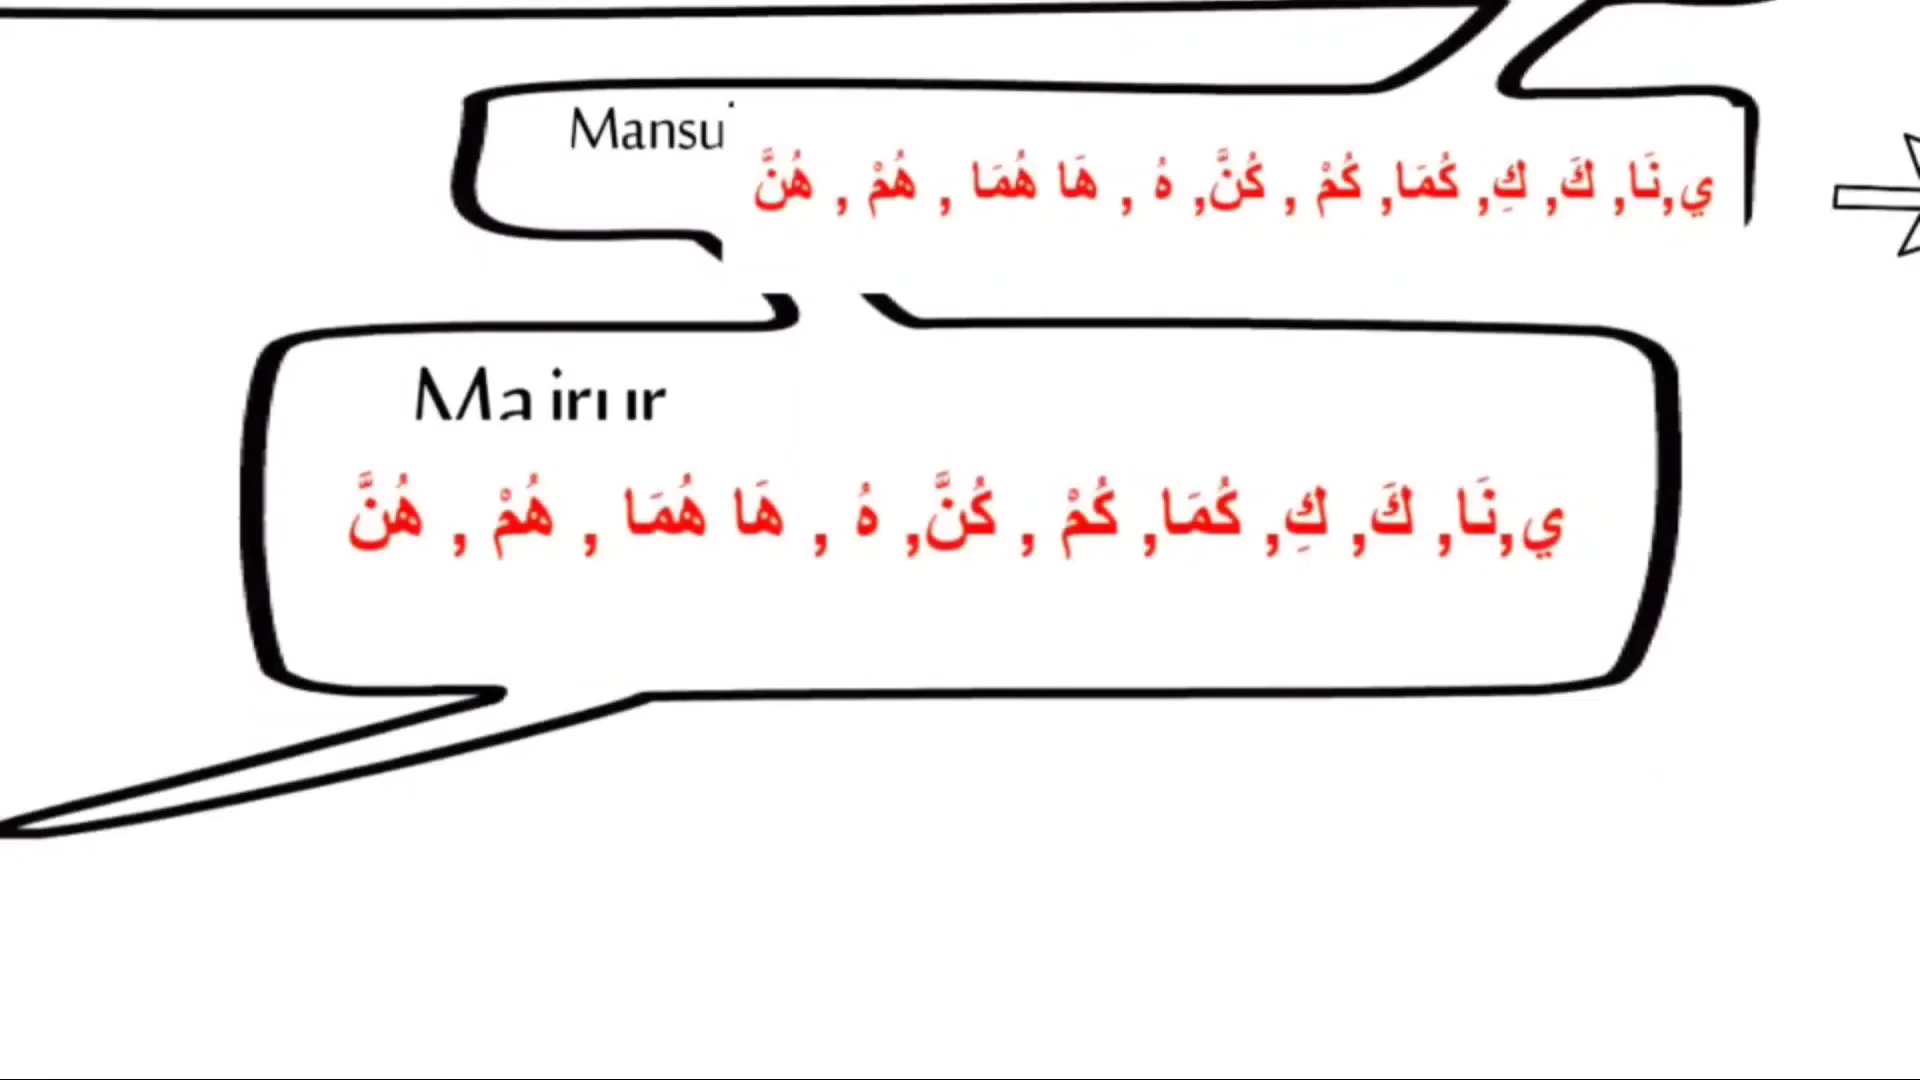 Mansu
ي,نَا, كَ, كِ, كُمَا, كُمْ , كُنَّ, هُ , هَا هُمَا , هُمْ , هُنَّ
Majrur
ي,نَا, كَ, كِ, كُمَا, كُمْ , كُنَّ, هُ , هَا هُمَا , هُمْ , هُنَّ